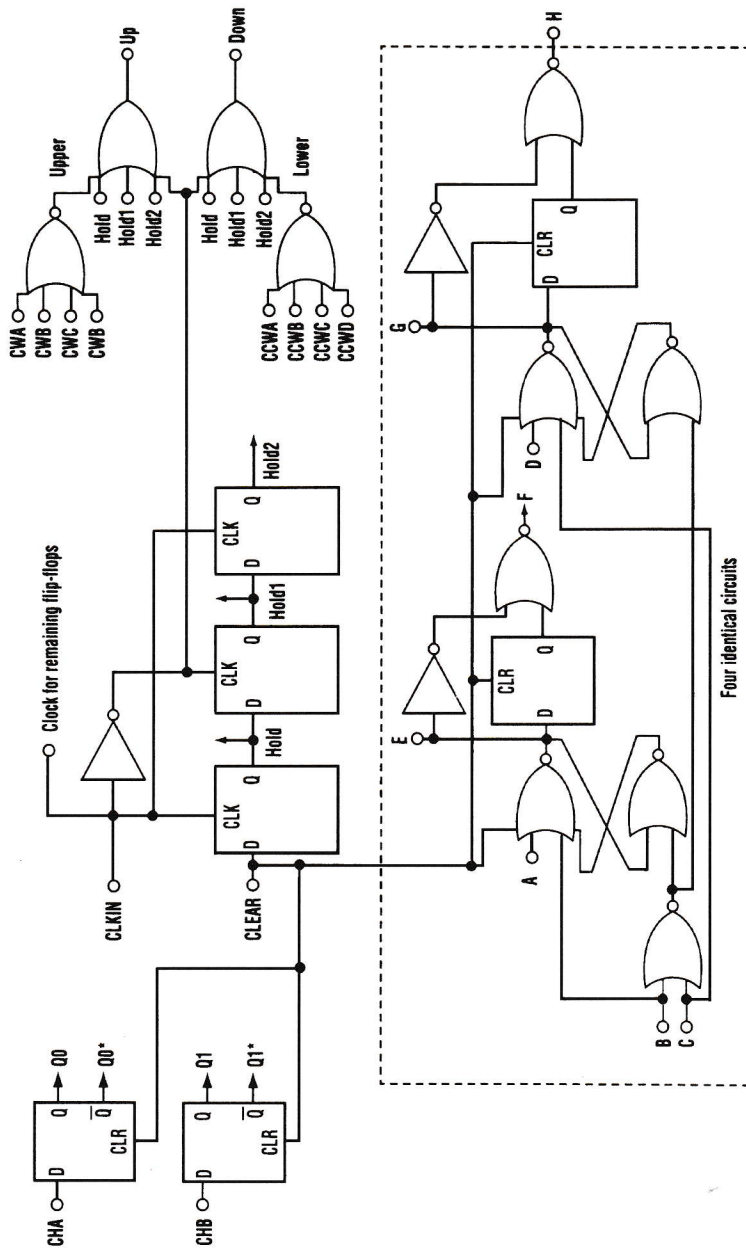 CHA
D
Q
Q0
Q
Q0*
CLR
CHB
D
Q
Q1
Q
Q1*
CLR
CLKIN
Clock for remaining flip-flops
CLEAR
D
CLK
Q
Hold
D
CLK
Q
Hold1
D
CLK
Q
Hold2
CWA
CWB
CWC
CWB
Upper
Hold
Hold1
Hold2
Up
Hold
Hold1
Hold2
Down
CCWA
CCWB
CCWC
CCWD
Lower
B
C
A
E
D
CLR
Q
F
D
G
D
CLR
Q
H
Four identical circuits